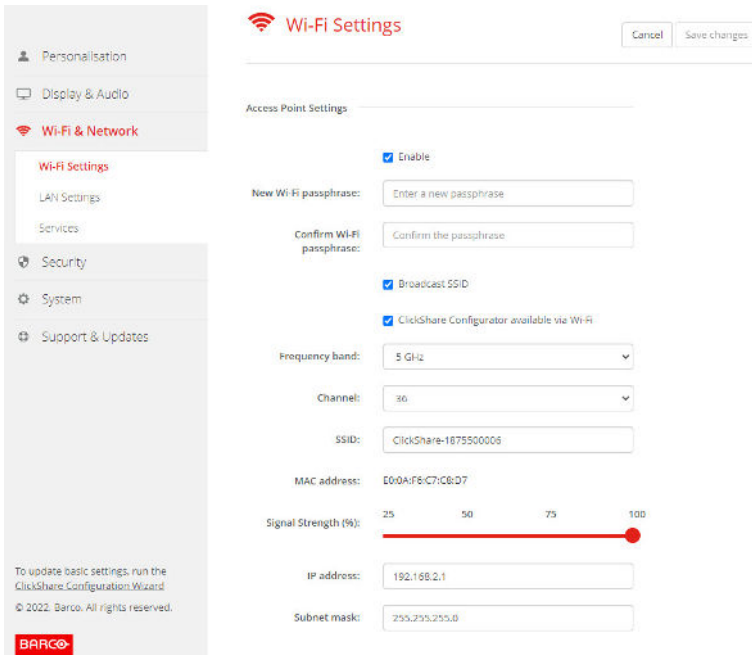 Wi-Fi Settings
Cancel
Save changes
Personalisation
Display & Audio
Wi-Fi & Network
Wi-Fi Settings
LAN Settings
Services
Security
System
Support & Updates
To update basic settings, run the
ClickShare Configuration Wizard
© 2022, Barco. All rights reserved.
BARCO
Access Point Settings
Enable
New Wi-Fi passphrase:
Enter a new passphrase
Confirm Wi-Fi
passphrase:
Confirm the passphrase
Broadcast SSID
ClickShare Configurator available via Wi-Fi
Frequency band:
5 GHz
Channel:
36
SSID:
ClickShare-1875500006
MAC address:
E0:0A:F6:C7:C8:D7
Signal Strength (%):
25 50 75 100
IP address:
192.168.2.1
Subnet mask:
255.255.255.0